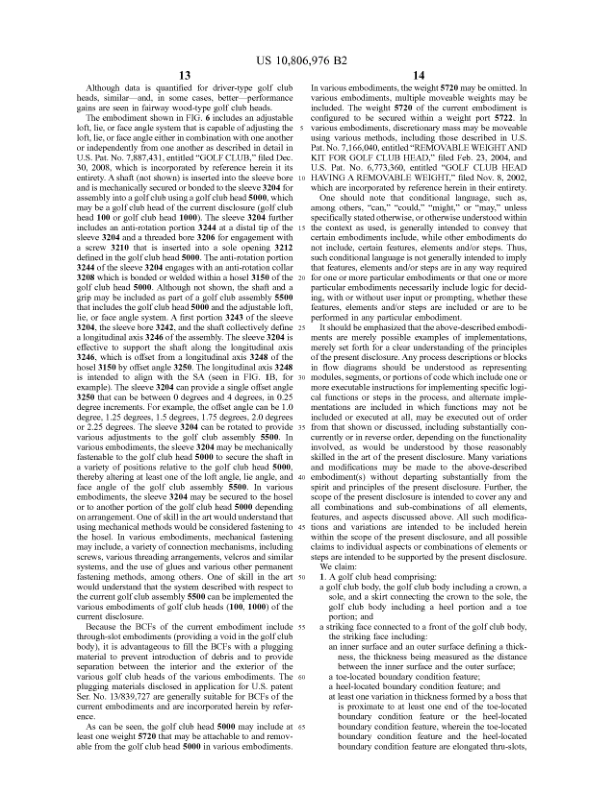 US 10,806,976 B2
13
Although data is quantified for driver-type golf club
heads, similar—and, in some cases, better—performance
gains are seen in fairway wood-type golf club heads.
The embodiment shown in FIG. 6 includes an adjustable
loft, lie, or face angle system that is capable of adjusting the
loft, lie, or face angle either in combination with one another
or independently from one another as described in detail in
U.S. Pat. No. 7,887,431, entitled “GOLF CLUB,” filed Dec.
30, 2008, which is incorporated by reference herein in its
entirety. A shaft (not shown) is inserted into the sleeve bore
and is mechanically secured or bonded to the sleeve 3204 for
assembly into a golf club using a golf club head 5000, which
may be a golf club head of the current disclosure (golf club
head 100 or golf club head 1000). The sleeve 3204 further
includes an anti-rotation portion 3244 at a distal tip of the
sleeve 3204 and a threaded bore 3206 for engagement with
a screw 3210 that is inserted into a sole opening 3212
defined in the golf club head 5000. The anti-rotation portion
3244 of the sleeve 3204 engages with an anti-rotation collar
3208 which is bonded or welded within a hosel 3150 of the
golf club head 5000. Although not shown, the shaft and a
grip may be included as part of a golf club assembly 5500
that includes the golf club head 5000 and the adjustable loft,
lie, or face angle system. A first portion 3243 of the sleeve
3204, the sleeve bore 3242, and the shaft collectively define
a longitudinal axis 3246 of the assembly. The sleeve 3204 is
effective to support the shaft along the longitudinal axis
3246, which is offset from a longitudinal axis 3248 of the
hosel 3150 by offset angle 3250. The longitudinal axis 3248
is intended to align with the SA (seen in FIG. 1B, for
example). The sleeve 3204 can provide a single offset angle
3250 that can be between 0 degrees and 4 degrees, in 0.25
degree increments. For example, the offset angle can be 1.0
degree, 1.25 degrees, 1.5 degrees, 1.75 degrees, 2.0 degrees
or 2.25 degrees. The sleeve 3204 can be rotated to provide
various adjustments to the golf club assembly 5500. In
various embodiments, the sleeve 3204 may be mechanically
fastenable to the golf club head 5000 to secure the shaft in
a variety of positions relative to the golf club head 5000,
thereby altering at least one of the loft angle, lie angle, and
face angle of the golf club assembly 5500. In various
embodiments, the sleeve 3204 may be secured to the hosel
or to another portion of the golf club head 5000 depending
on arrangement. One of skill in the art would understand that
using mechanical methods would be considered fastening to
the hosel. In various embodiments, mechanical fastening
may include, a variety of connection mechanisms, including
screws, various threading arrangements, velcros and similar
systems, and the use of glues and various other permanent
fastening methods, among others. One of skill in the art
would understand that the system described with respect to
the current golf club assembly 5500 can be implemented the
various embodiments of golf club heads (100, 1000) of the
current disclosure.
Because the BCFs of the current embodiment include
through-slot embodiments (providing a void in the golf club
body), it is advantageous to fill the BCFs with a plugging
material to prevent introduction of debris and to provide
separation between the interior and the exterior of the
various golf club heads of the various embodiments. The
plugging materials disclosed in application for U.S. patent
Ser. No. 13/839,727 are generally suitable for BCFs of the
current embodiments and are incorporated herein by refer-
ence.
As can be seen, the golf club head 5000 may include at
least one weight 5720 that may be attachable to and remov-
able from the golf club head 5000 in various embodiments.
5
10
15
20
25
30
35
40
45
50
55
60
65
14
In various embodiments, the weight 5720 may be omitted. In
various embodiments, multiple moveable weights may be
included. The weight 5720 of the current embodiment is
configured to be secured within a weight port 5722. In
various embodiments, discretionary mass may be moveable
using various methods, including those described in U.S.
Pat. No. 7,166,040, entitled “REMOVABLE WEIGHT AND
KIT FOR GOLF CLUB HEAD,” filed Feb. 23, 2004, and
U.S. Pat. No. 6,773,360, entitled “GOLF CLUB HEAD
HAVING A REMOVABLE WEIGHT,” filed Nov. 8, 2002,
which are incorporated by reference herein in their entirety.
One should note that conditional language, such as,
among others, “can,” “could,” “might,” or “may,” unless
specifically stated otherwise, or otherwise understood within
the context as used, is generally intended to convey that
certain embodiments include, while other embodiments do
not include, certain features, elements and/or steps. Thus,
such conditional language is not generally intended to imply
that features, elements and/or steps are in any way required
for one or more particular embodiments or that one or more
particular embodiments necessarily include logic for decid-
ing, with or without user input or prompting, whether these
features, elements and/or steps are included or are to be
performed in any particular embodiment.
It should be emphasized that the above-described embodi-
ments are merely possible examples of implementations,
merely set forth for a clear understanding of the principles
of the present disclosure. Any process descriptions or blocks
in flow diagrams should be understood as representing
modules, segments, or portions of code which include one or
more executable instructions for implementing specific logi-
cal functions or steps in the process, and alternate imple-
mentations are included in which functions may not be
included or executed at all, may be executed out of order
from that shown or discussed, including substantially con-
currently or in reverse order, depending on the functionality
involved, as would be understood by those reasonably
skilled in the art of the present disclosure. Many variations
and modifications may be made to the above-described
embodiment(s) without departing substantially from the
spirit and principles of the present disclosure. Further, the
scope of the present disclosure is intended to cover any and
all combinations and sub-combinations of all elements,
features, and aspects discussed above. All such modifica-
tions and variations are intended to be included herein
within the scope of the present disclosure, and all possible
claims to individual aspects or combinations of elements or
steps are intended to be supported by the present disclosure.
We claim:
1. A golf club head comprising:
a golf club body, the golf club body including a crown, a
sole, and a skirt connecting the crown to the sole, the
golf club body including a heel portion and a toe
portion; and
a striking face connected to a front of the golf club body,
the striking face including:
an inner surface and an outer surface defining a thick-
ness, the thickness being measured as the distance
between the inner surface and the outer surface;
a toe-located boundary condition feature;
a heel-located boundary condition feature; and
at least one variation in thickness formed by a boss that
is proximate to at least one end of the toe-located
boundary condition feature or the heel-located
boundary condition feature, wherein the toe-located
boundary condition feature and the heel-located
boundary condition feature are elongated thru-slots,